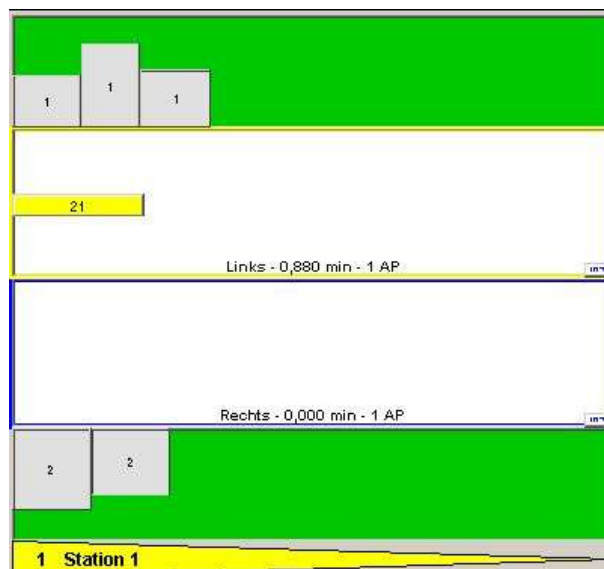 1 1 1
21
Links - 0,880 min - 1 AP
Rechts - 0,000 min - 1 AP
2 2
1 Station 1